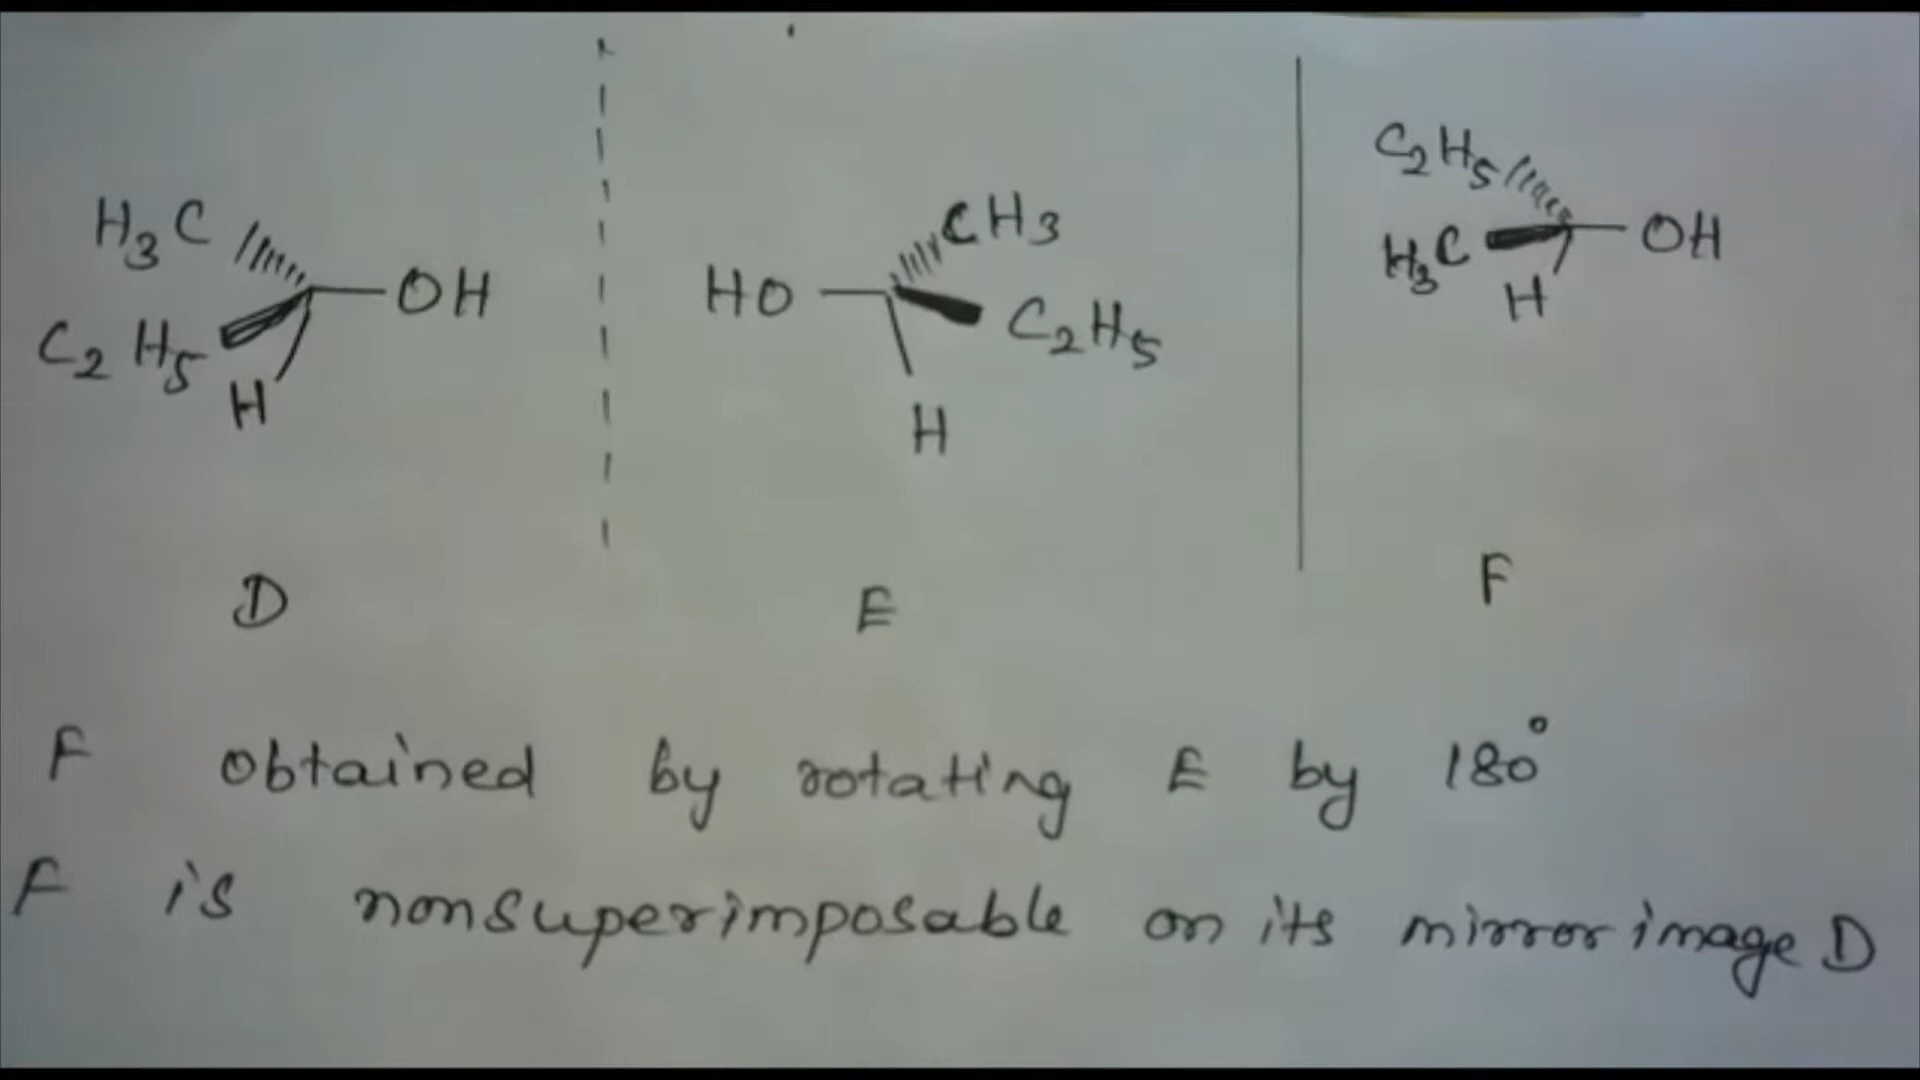 H3C
C2H5
H
OH
D
HO
CH3
C2H5
H
E
C2H5
H3C
H
OH
F
F obtained by rotating E by 180°
F is nonsuperimposable on its mirror image D